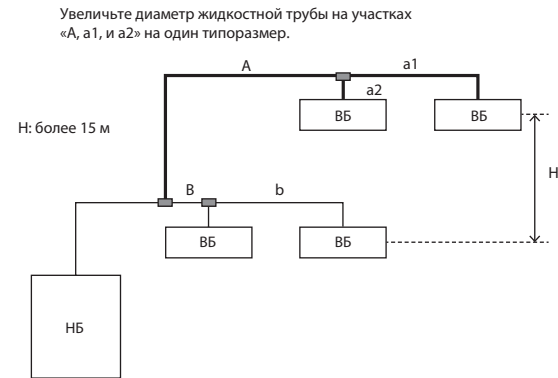 Увеличьте диаметр жидкостной трубы на участках
«А, а1, и а2» на один типоразмер.
A
a1
a2
ВБ
ВБ
H: более 15 м
H
B
b
ВБ
ВБ
НБ